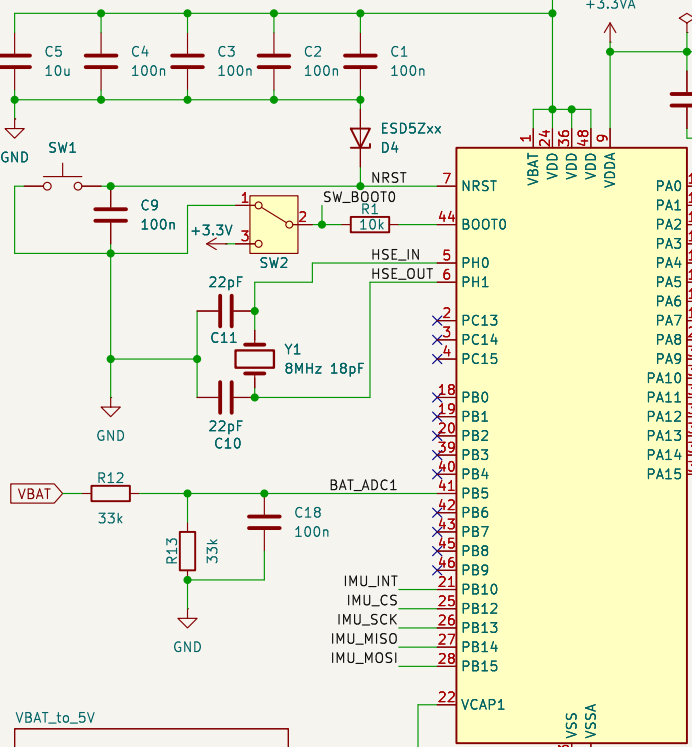 +3.3VA
C5
10u
C4
100n
C3
100n
C2
100n
C1
100n
GND
ESD5Zxx
D4
SW1
NRST
C9
100n
SW_BOOT0
R1
10k
1
2
3
+3.3V
SW2
HSE_IN
HSE_OUT
22pF
C11
Y1
8MHz 18pF
22pF
C10
GND
VBAT
R12
33k
BAT_ADC1
C18
100n
R13
33k
GND
IMU_INT
IMU_CS
IMU_SCK
IMU_MISO
IMU_MOSI
VBAT_to_5V
1 24 36 48 9
VBAT VDD VDD VDD VDDA
7 NRST
44 BOOT0
5 PH0
6 PH1
2 PC13
3 PC14
4 PC15
18 PB0
19 PB1
20 PB2
39 PB3
40 PB4
41 PB5
42 PB6
43 PB7
45 PB8
46 PB9
21 PB10
25 PB12
26 PB13
27 PB14
28 PB15
22 VCAP1
PA0
PA1
PA2
PA3
PA4
PA5
PA6
PA7
PA8
PA9
PA10
PA11
PA12
PA13
PA14
PA15
VSS
VSSA